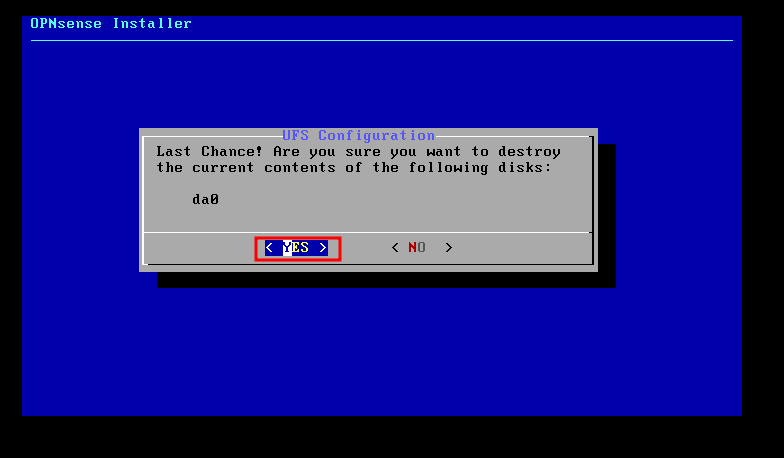 OPNsense Installer
UFS Configuration
Last Chance! Are you sure you want to destroy
the current contents of the following disks:
da0
< YES > < NO >